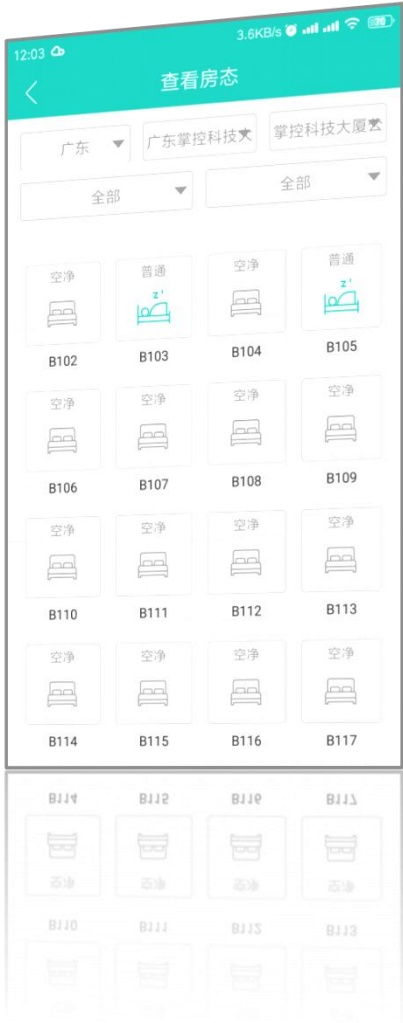 12:03 3.6KB/s 70
查看房态
广东 广东掌控科技大 掌控科技大厦云
全部 全部
空净 普通 空净 普通
B102 B103 B104 B105
空净 空净 空净 空净
B106 B107 B108 B109
空净 空净 空净 空净
B110 B111 B112 B113
空净 空净 空净 空净
B114 B115 B116 B117